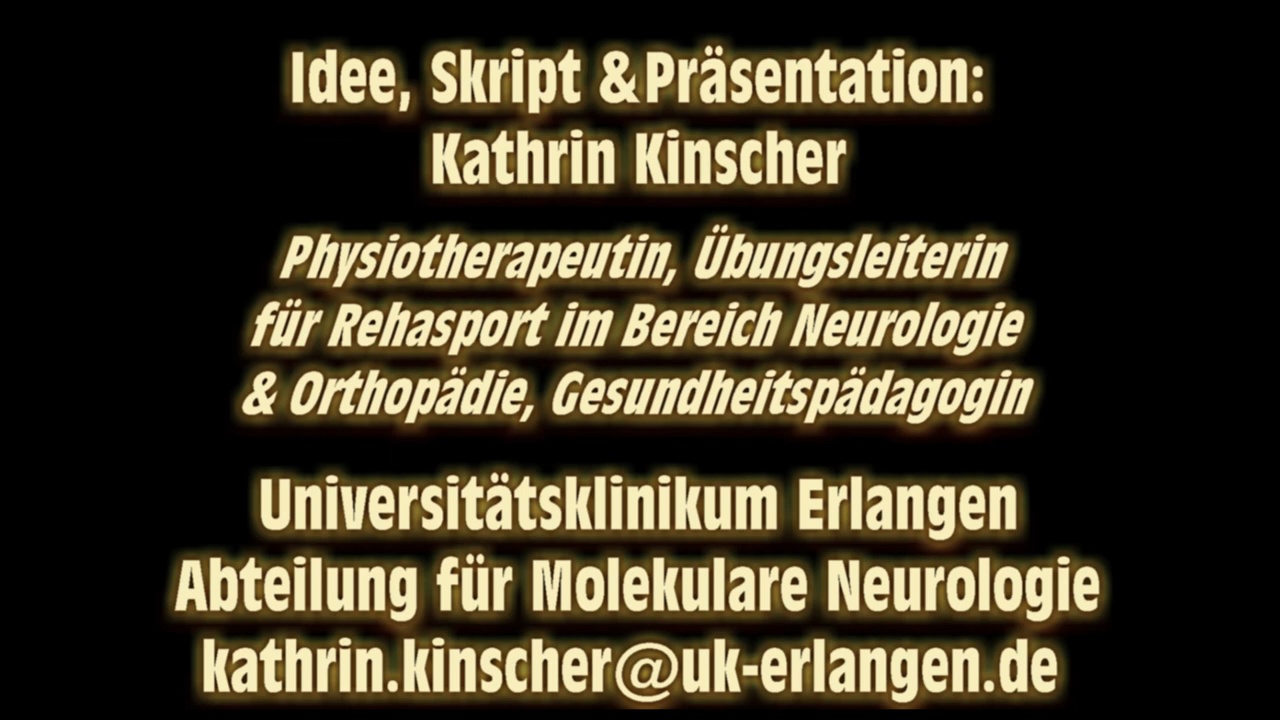 Idee, Skript &Präsentation:
Kathrin Kinscher
Physiotherapeutin, Übungsleiterin
für Rehasport im Bereich Neurologie
& Orthopädie, Gesundheitspädagogin
Universitätsklinikum Erlangen
Abteilung für Molekulare Neurologie
kathrin.kinscher@uk-erlangen.de